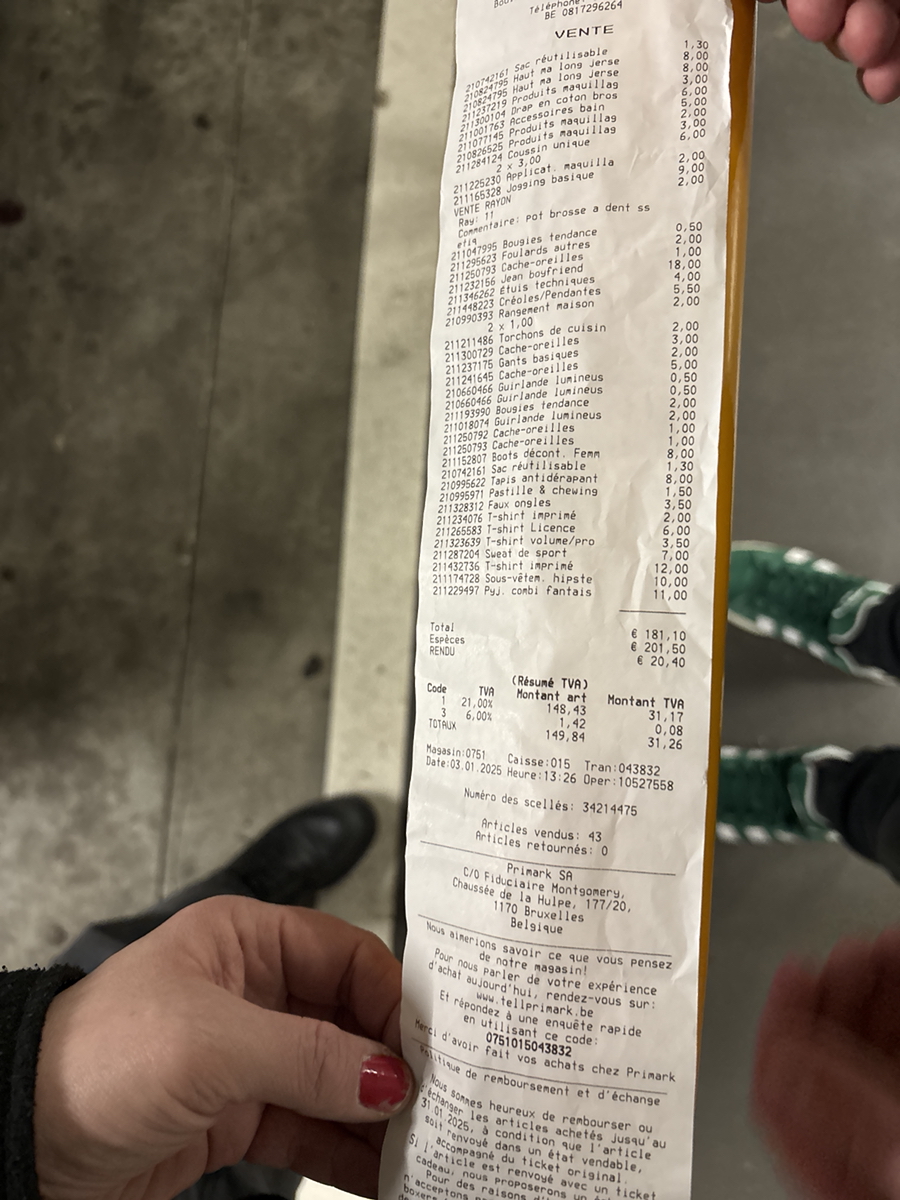 Téléphone
BE 0817296264
VENTE
210742161 Sac réutilisable 1,30
210824795 Haut ma long jerse 8,00
210824795 Haut ma long jerse 8,00
211237219 Produits maquillag 3,00
211300104 Drap en coton bros 6,00
211001763 Accessoires bain 5,00
211077145 Produits maquillag 2,00
210826525 Produits maquillag 3,00
211284124 Coussin unique 6,00
2 x 3,00
211225230 Applicat. maquilla 2,00
211165328 Jogging basique 9,00
VENTE RAYON 2,00
Ray: 11
Commentaire: pot brosse a dent ss
etiq
211047995 Bougies tendance 0,50
211295623 Foulards autres 2,00
211250793 Cache-oreilles 1,00
211232156 Jean boyfriend 18,00
211346262 Étuis techniques 4,00
211448223 Créoles/Pendantes 5,50
210990393 Rangement maison 2,00
2 x 1,00
211211486 Torchons de cuisin 2,00
211300729 Cache-oreilles 3,00
211237175 Gants basiques 2,00
211241645 Cache-oreilles 5,00
210660466 Guirlande lumineus 0,50
210660466 Guirlande lumineus 0,50
211193990 Bougies tendance 2,00
211018074 Guirlande lumineus 2,00
211250792 Cache-oreilles 1,00
211250793 Cache-oreilles 1,00
211152807 Boots décont. Femm 8,00
210742161 Sac réutilisable 1,30
210995622 Tapis antidérapant 8,00
210995971 Pastille & chewing 1,50
211328312 Faux ongles 3,50
211234076 T-shirt imprimé 2,00
211265583 T-shirt Licence 6,00
211323639 T-shirt volume/pro 3,50
211287204 Sweat de sport 7,00
211432736 T-shirt imprimé 12,00
211174728 Sous-vêtem. hipste 10,00
211229497 Pyj. combi fantais 11,00
Total € 181,10
Espèces € 201,50
RENDU € 20,40
(Résumé TVA)
Code TVA Montant art Montant TVA
1 21,00% 148,43 31,17
3 6,00% 1,42 0,08
TOTAUX 149,84 31,26
Magasin:0751 Caisse:015 Tran:043832
Date:03.01.2025 Heure:13:26 Oper:10527558
Numéro des scellés: 34214475
Articles vendus: 43
Articles retournés: 0
Primark SA
C/O Fiduciaire Montgomery,
Chaussée de la Hulpe, 177/20,
1170 Bruxelles
Belgique
Nous aimerions savoir ce que vous pensez
de notre magasin!
Pour nous parler de votre expérience
d'achat aujourd'hui, rendez-vous sur:
www.tellprimark.be
Et répondez à une enquête rapide
en utilisant ce code:
0751015043832
Merci d'avoir fait vos achats chez Primark
Politique de remboursement et d'échange
Nous sommes heureux de rembourser ou
d'échanger les articles achetés jusqu'au
31.01.2025, à condition que l'article
soit renvoyé dans un état vendable,
accompagné du ticket original.
Si l'article est renvoyé avec un ticket
cadeau, nous proposerons un
Pour des raisons
n'acceptons
boxers